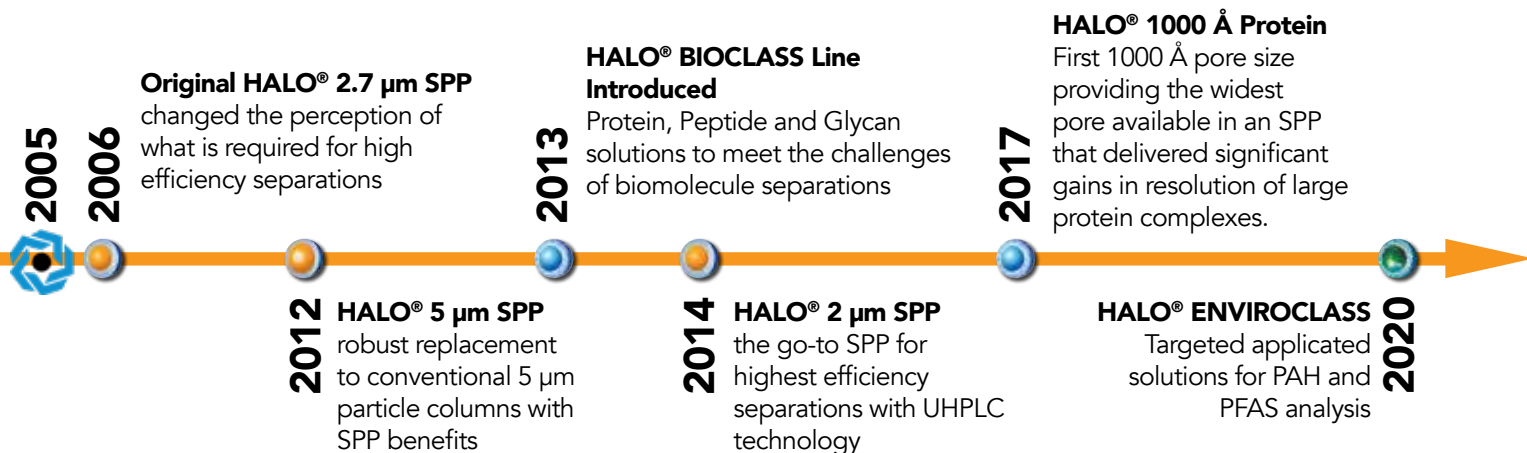 2005
2006
Original HALO® 2.7 µm SPP
changed the perception of
what is required for high
efficiency separations
2012
HALO® 5 µm SPP
robust replacement
to conventional 5 µm
particle columns with
SPP benefits
2013
HALO® BIOCLASS Line
Introduced
Protein, Peptide and Glycan
solutions to meet the challenges
of biomolecule separations
2014
HALO® 2 µm SPP
the go-to SPP for
highest efficiency
separations with UHPLC
technology
2017
HALO® 1000 Å Protein
First 1000 Å pore size
providing the widest
pore available in an SPP
that delivered significant
gains in resolution of large
protein complexes.
2020
HALO® ENVIROCLASS
Targeted applicated
solutions for PAH and
PFAS analysis